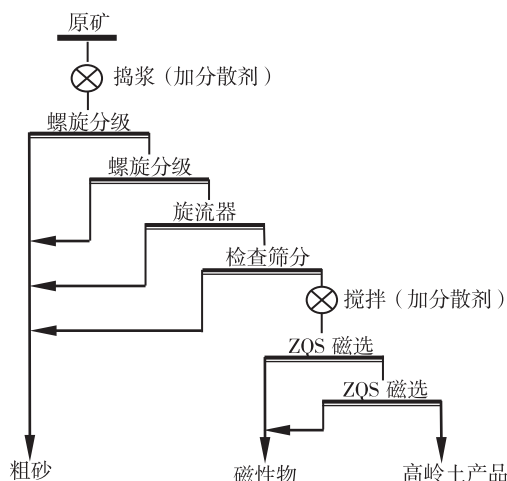 原矿
捣浆（加分散剂）
螺旋分级
螺旋分级
旋流器
检查筛分
搅拌（加分散剂）
ZQS 磁选
ZQS 磁选
粗砂
磁性物
高岭土产品